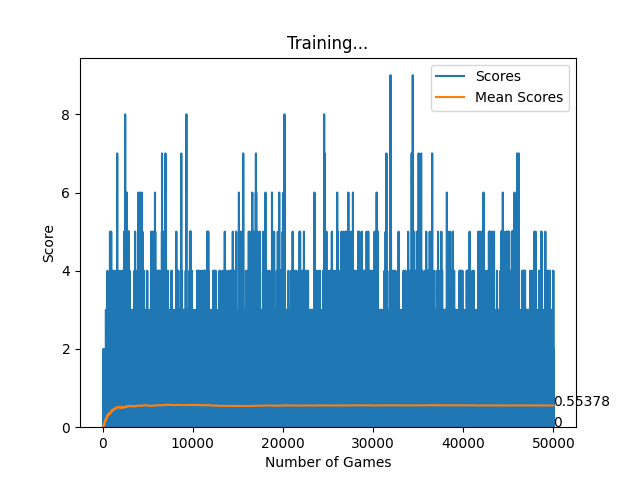 Training...
Scores
Mean Scores
8
6
4
2
0
Score
0.55378
0
0 10000 20000 30000 40000 50000
Number of Games